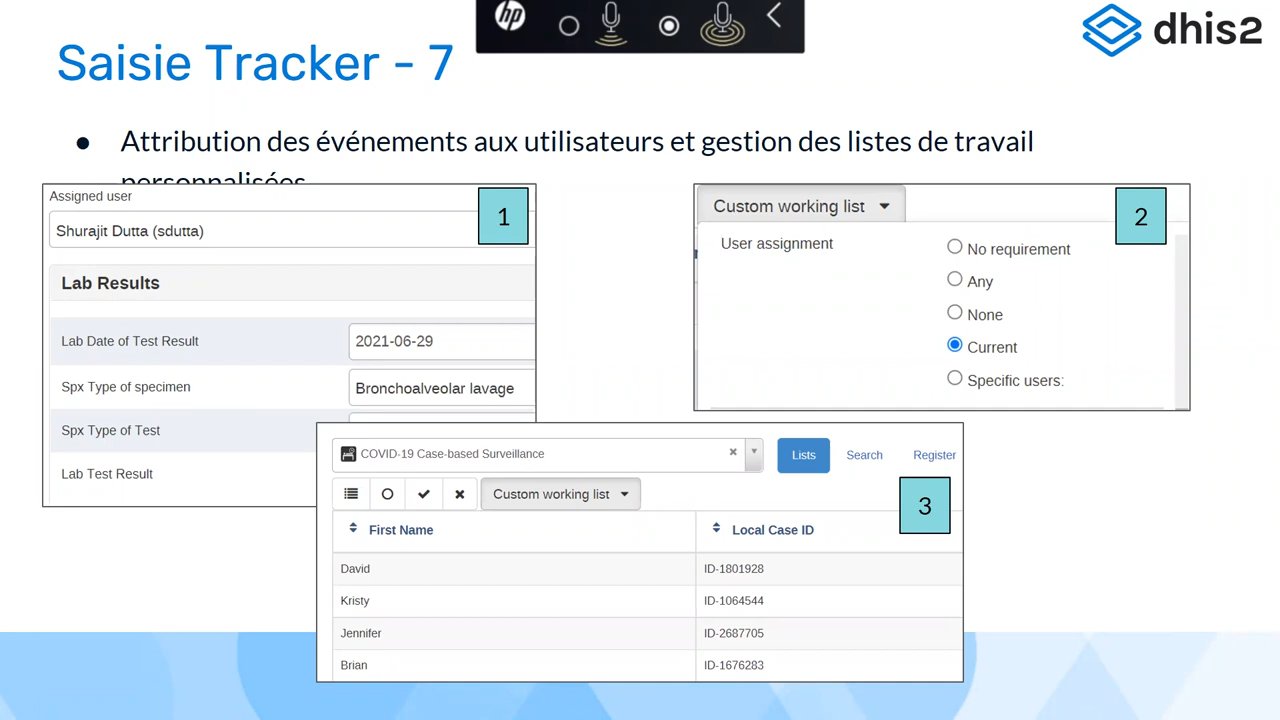 hp
dhis2
Saisie Tracker - 7
● Attribution des événements aux utilisateurs et gestion des listes de travail
personnalisées
Assigned user
1
Shurajit Dutta (sdutta)
Lab Results
Lab Date of Test Result 2021-06-29
Spx Type of specimen Bronchoalveolar lavage
Spx Type of Test
Lab Test Result
Custom working list
2
User assignment
No requirement
Any
None
Current
Specific users:
COVID-19 Case-based Surveillance
Lists Search Register
Custom working list
3
First Name Local Case ID
David ID-1801928
Kristy ID-1064544
Jennifer ID-2687705
Brian ID-1676283